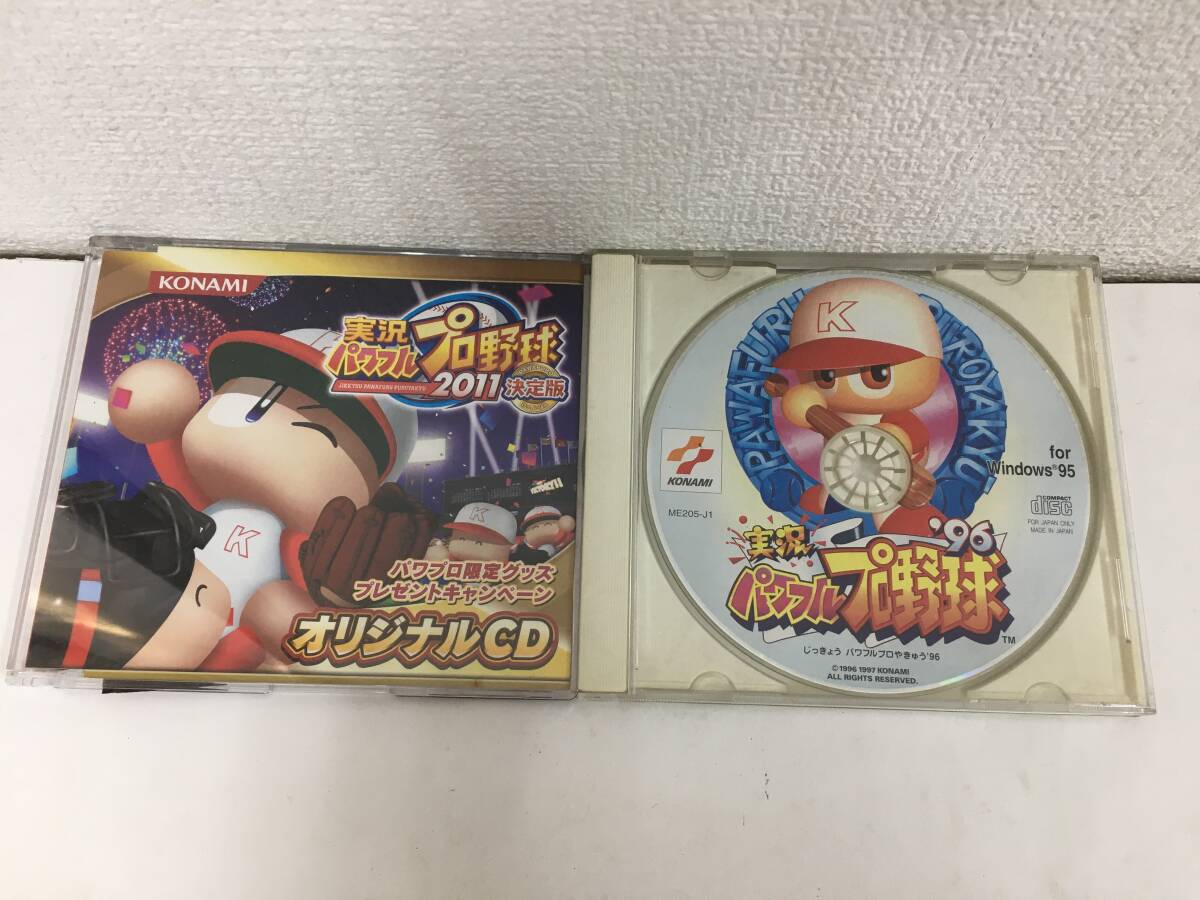 KONAMI
実況
パワフル
プロ野球
JIKKYOU PAWAFURU PUROYAKYU
2011
決定版
VICTORY!!
K
K
パワプロ限定グッズ
プレゼントキャンペーン
オリジナルCD
PAWAFURU
PUROYAKYU
K
for
Windows®95
KONAMI
ME205-J1
COMPACT
disc
FOR JAPAN ONLY
MADE IN JAPAN
実況
パワフル
プロ野球
'96
TM
じっきょう パワフルプロやきゅう'96
©1996 1997 KONAMI
ALL RIGHTS RESERVED.